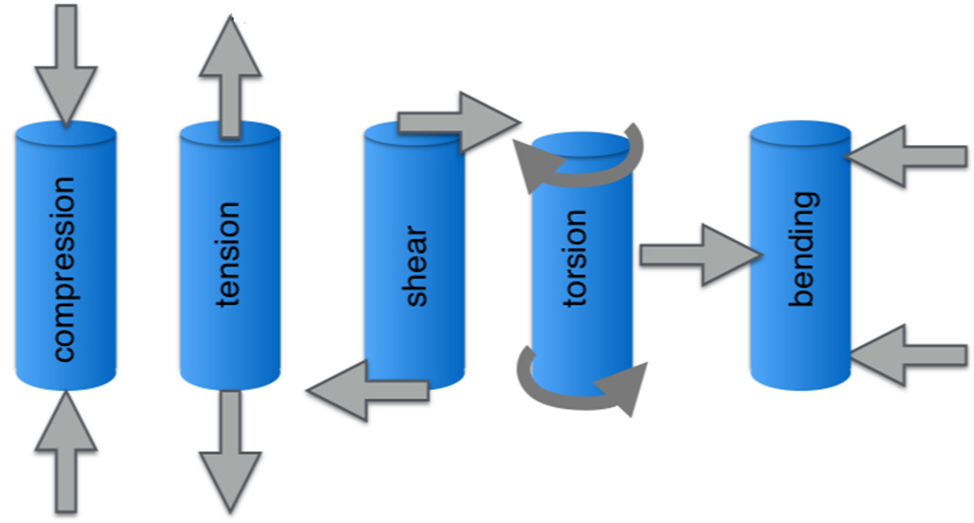 compression
tension
shear
torsion
bending